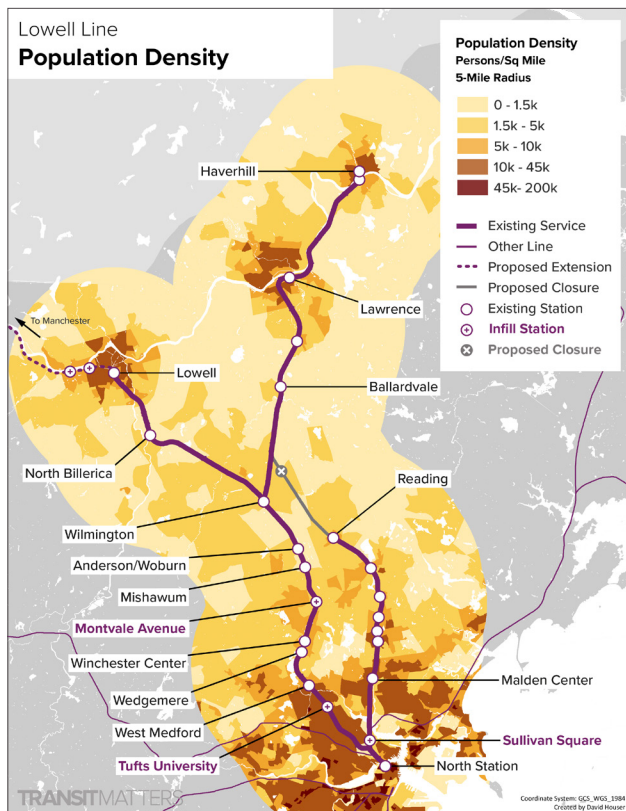 Lowell Line
Population Density
Population Density
Persons/Sq Mile
5-Mile Radius
0 - 1.5k
1.5k - 5k
5k - 10k
10k - 45k
45k- 200k
Existing Service
Other Line
Proposed Extension
Proposed Closure
Existing Station
Infill Station
Proposed Closure
Haverhill
Lawrence
To Manchester
Lowell
Ballardvale
North Billerica
Reading
Wilmington
Anderson/Woburn
Mishawum
Montvale Avenue
Winchester Center
Wedgemere
Malden Center
West Medford
Sullivan Square
Tufts University
North Station
TRANSITMATTERS
Coordinate System: GCS_WGS_1984
Created by David Houser